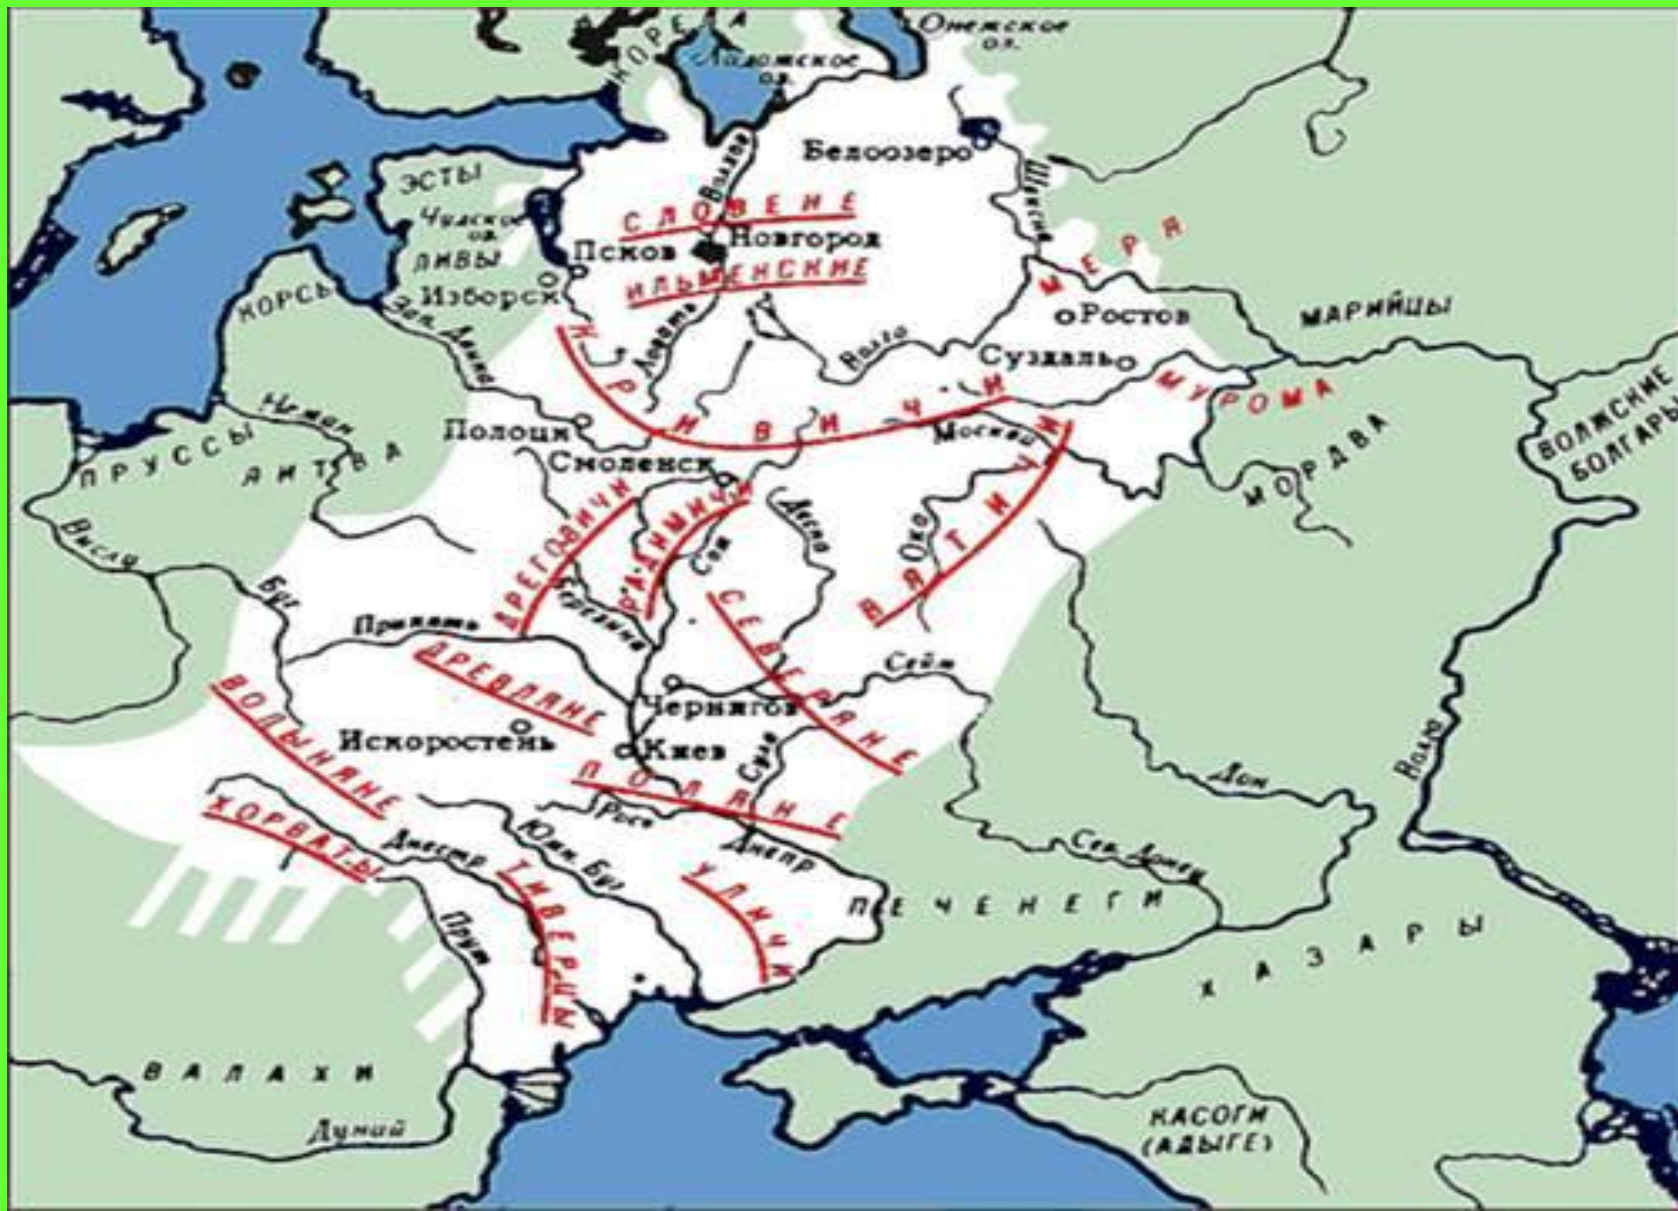 КОРЕЛА
Ладожское
оз.
Онежское
оз.
Белоозеро
Шексна
Волхов
ЭСТЫ
Чудское
оз.
ЛИВЫ
СЛОВЕНЕ
Новгород
ИЛЬМЕНСКИЕ
Псков
Изборск
КОРСЬ
Зап. Двина
Ловать
Волга
МЕРЯ
Ростов
Суздаль
МАРИЙЦЫ
МУРОМА
МОРДВА
ВОЛЖСКИЕ
БОЛГАРЫ
КРИВИЧИ
Москва
Неман
ПРУССЫ
ЛИТВА
Полоцк
Смоленск
ДРЕГОВИЧИ
РАДИМИЧИ
Сож
Десна
Ока
ВЯТИЧИ
Висла
Буг
Припять
Березина
СЕВЕРЯНЕ
Сейм
ДРЕВЛЯНЕ
ВОЛЫНЯНЕ
Искоростень
Чернигов
Киев
Сула
ПОЛЯНЕ
Рось
Днепр
Дон
Волга
Сев. Донец
ХОРВАТЫ
Днестр
Южн. Буг
ТИВЕРЦЫ
УЛИЧИ
Прут
ПЕЧЕНЕГИ
ХАЗАРЫ
ВАЛАХИ
Дунай
КАСОГИ
(АДЫГЕ)